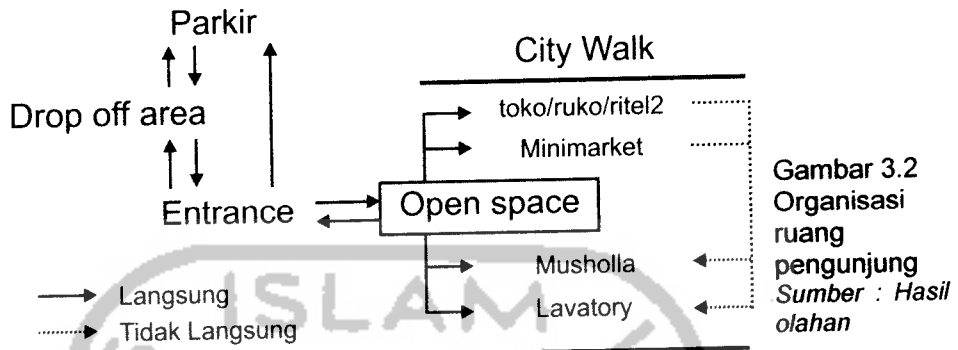 Parkir
City Walk
Drop off area
toko/ruko/ritel2
Minimarket
Entrance
Open space
Musholla
Lavatory
Langsung
Tidak Langsung
Gambar 3.2
Organisasi
ruang
pengunjung
Sumber : Hasil
olahan
ISLAM